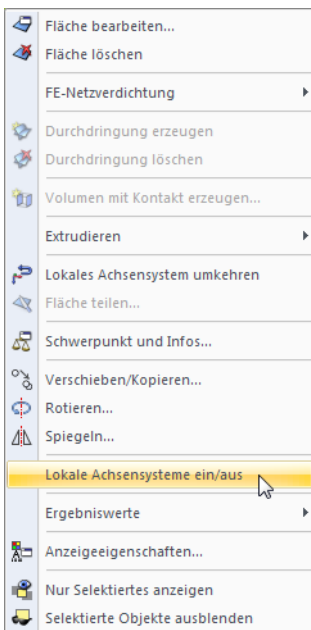 Fläche bearbeiten...
Fläche löschen
FE-Netzverdichtung
Durchdringung erzeugen
Durchdringung löschen
Volumen mit Kontakt erzeugen...
Extrudieren
Lokales Achsensystem umkehren
Fläche teilen...
Schwerpunkt und Infos...
Verschieben/Kopieren...
Rotieren...
Spiegeln...
Lokale Achsensysteme ein/aus
Ergebniswerte
Anzeigeeigenschaften...
Nur Selektiertes anzeigen
Selektierte Objekte ausblenden